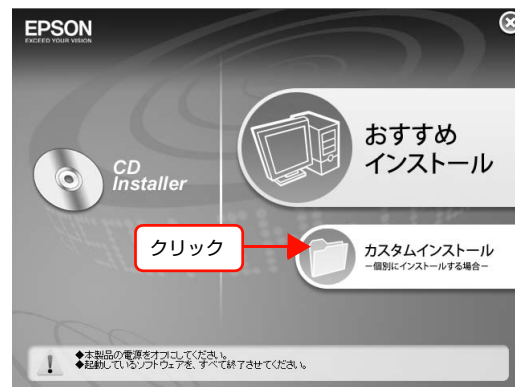 EPSON
EXCEED YOUR VISION
おすすめ
インストール
CD
Installer
クリック
カスタムインストール
－個別にインストールする場合－
◆本製品の電源をオフにしてください。
◆起動しているソフトウェアを、すべて終了させてください。